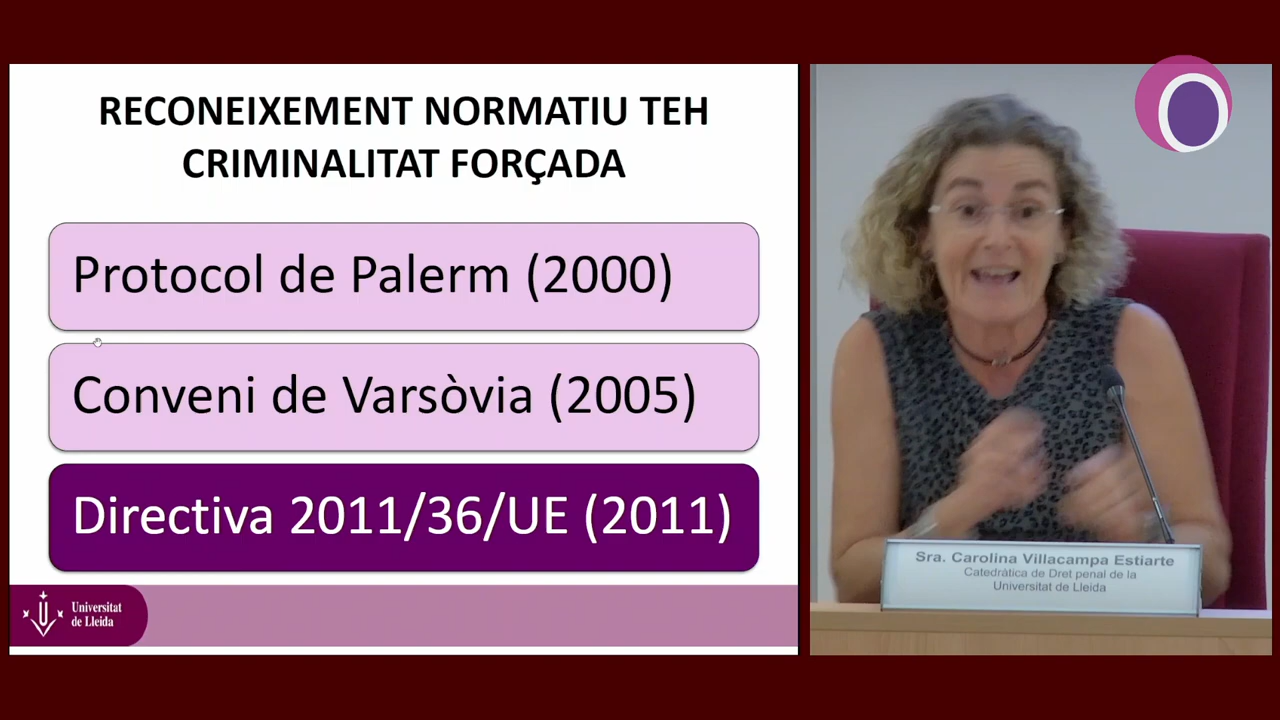 RECONEIXEMENT NORMATIU TEH
CRIMINALITAT FORÇADA
Protocol de Palerm (2000)
Conveni de Varsòvia (2005)
Directiva 2011/36/UE (2011)
Universitat
de Lleida
Sra. Carolina Villacampa Estiarte
Catedràtica de Dret penal de la
Universitat de Lleida